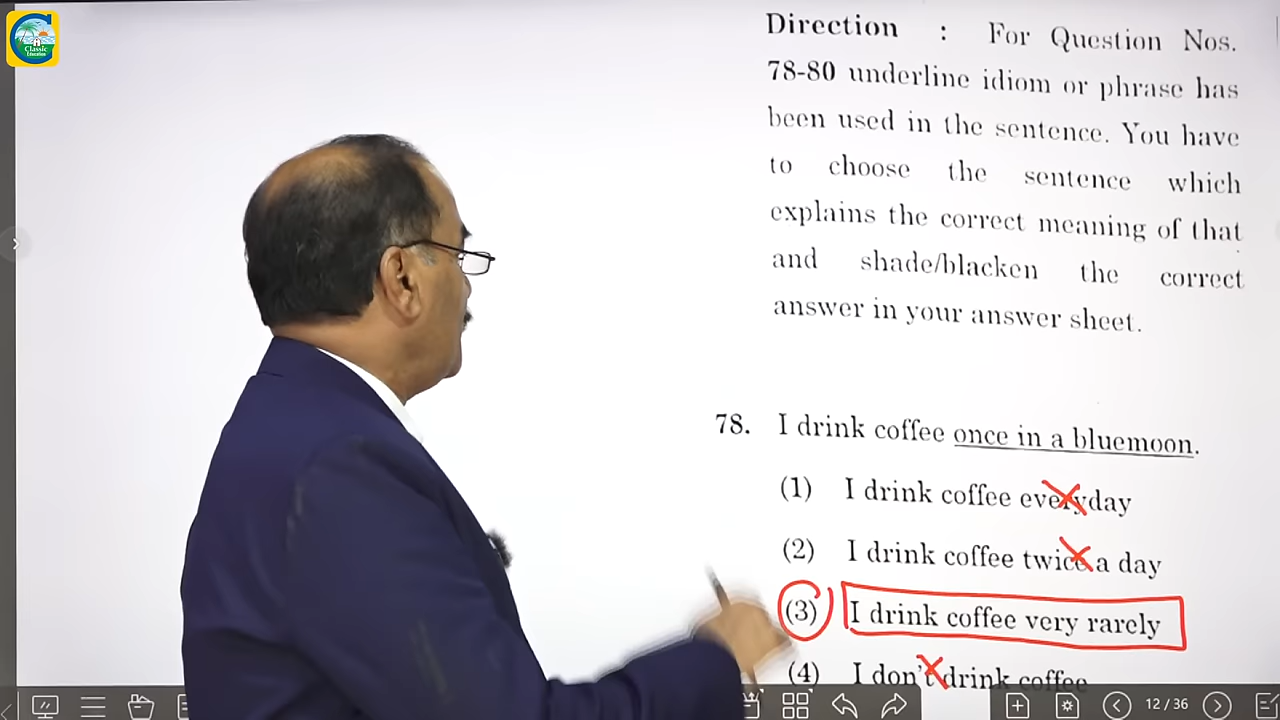 Classic
Education
Direction : For Question Nos.
78-80 underline idiom or phrase has
been used in the sentence. You have
to choose the sentence which
explains the correct meaning of that
and shade/blacken the correct
answer in your answer sheet.
78. I drink coffee once in a bluemoon.
(1) I drink coffee everyday
(2) I drink coffee twice a day
(3) I drink coffee very rarely
(4) I don't drink coffee
12 / 36